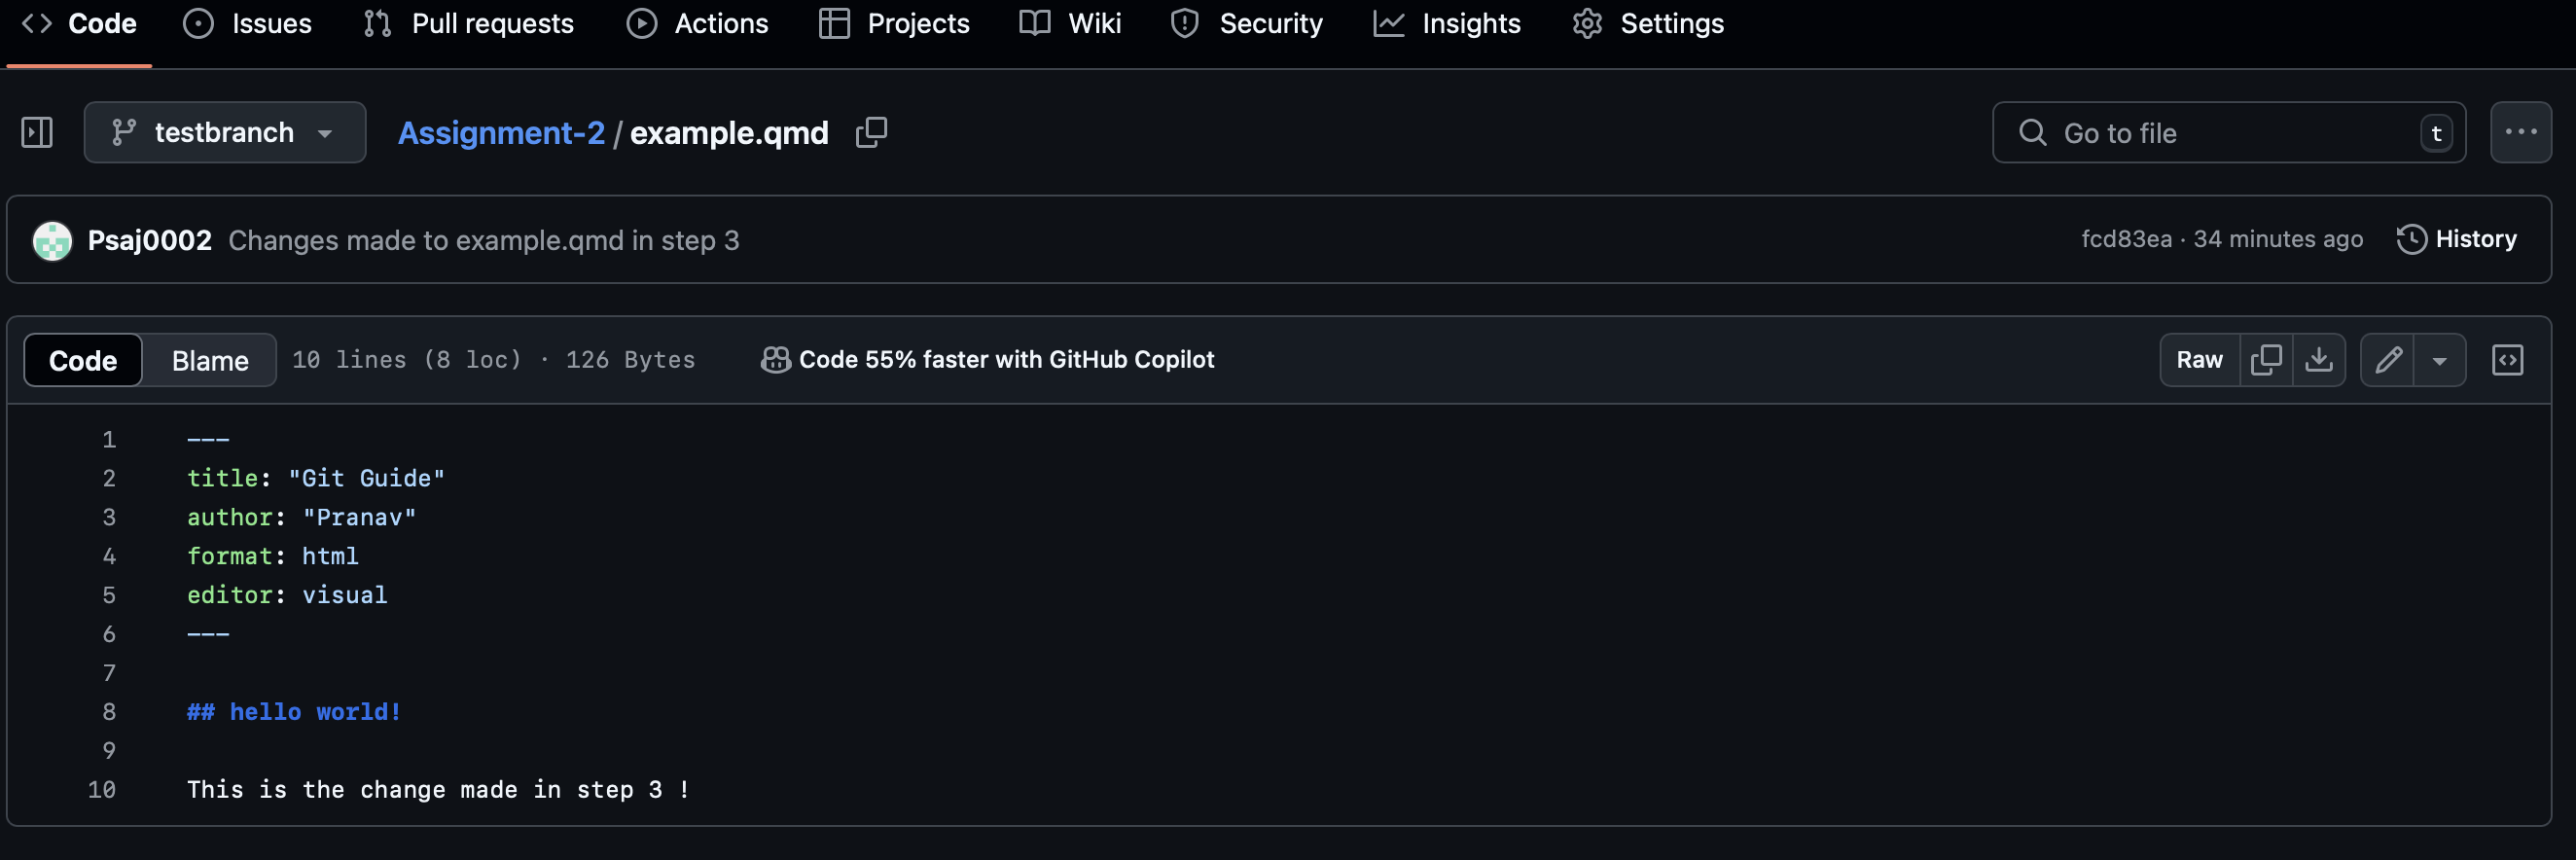 Code Issues Pull requests Actions Projects Wiki Security Insights Settings
testbranch Assignment-2 / example.qmd Go to file t
Psaj0002 Changes made to example.qmd in step 3 fcd83ea · 34 minutes ago History
Code Blame 10 lines (8 loc) · 126 Bytes Code 55% faster with GitHub Copilot Raw
1 ---
2 title: "Git Guide"
3 author: "Pranav"
4 format: html
5 editor: visual
6 ---
7
8 ## hello world!
9
10 This is the change made in step 3 !